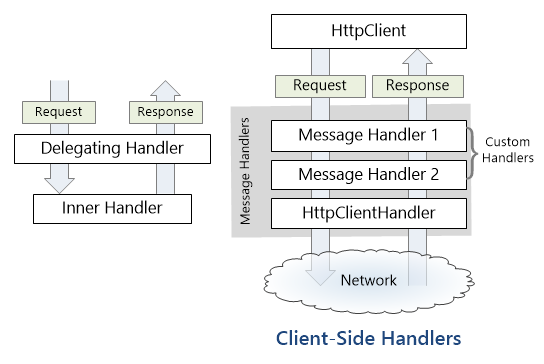 Request
Response
Delegating Handler
Inner Handler
HttpClient
Request
Response
Message Handlers
Message Handler 1
Message Handler 2
HttpClientHandler
Custom
Handlers
Network
Client-Side Handlers